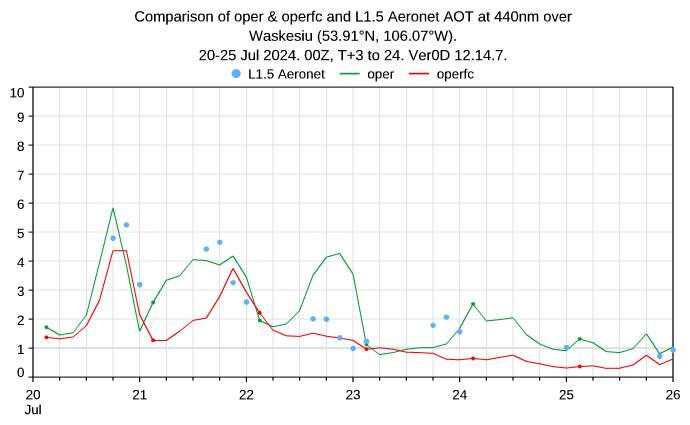 Comparison of oper & operfc and L1.5 Aeronet AOT at 440nm over
Waskesiu (53.91°N, 106.07°W).
20-25 Jul 2024. 00Z, T+3 to 24. Ver0D 12.14.7.
L1.5 Aeronet oper operfc
10
9
8
7
6
5
4
3
2
1
0
20 21 22 23 24 25 26
Jul